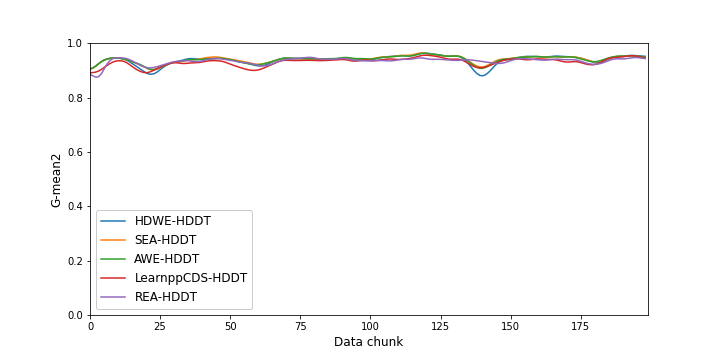 1.0
0.8
0.6
0.4
0.2
0.0
G-mean2
HDWE-HDDT
SEA-HDDT
AWE-HDDT
LearnppCDS-HDDT
REA-HDDT
0 25 50 75 100 125 150 175
Data chunk